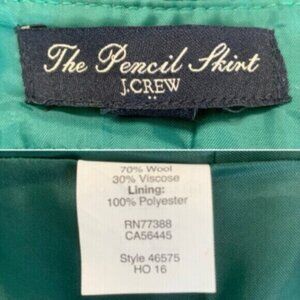 The Pencil Skirt
J.CREW
70% Wool
30% Viscose
Lining:
100% Polyester
RN77388
CA56445
Style 46575
HO 16